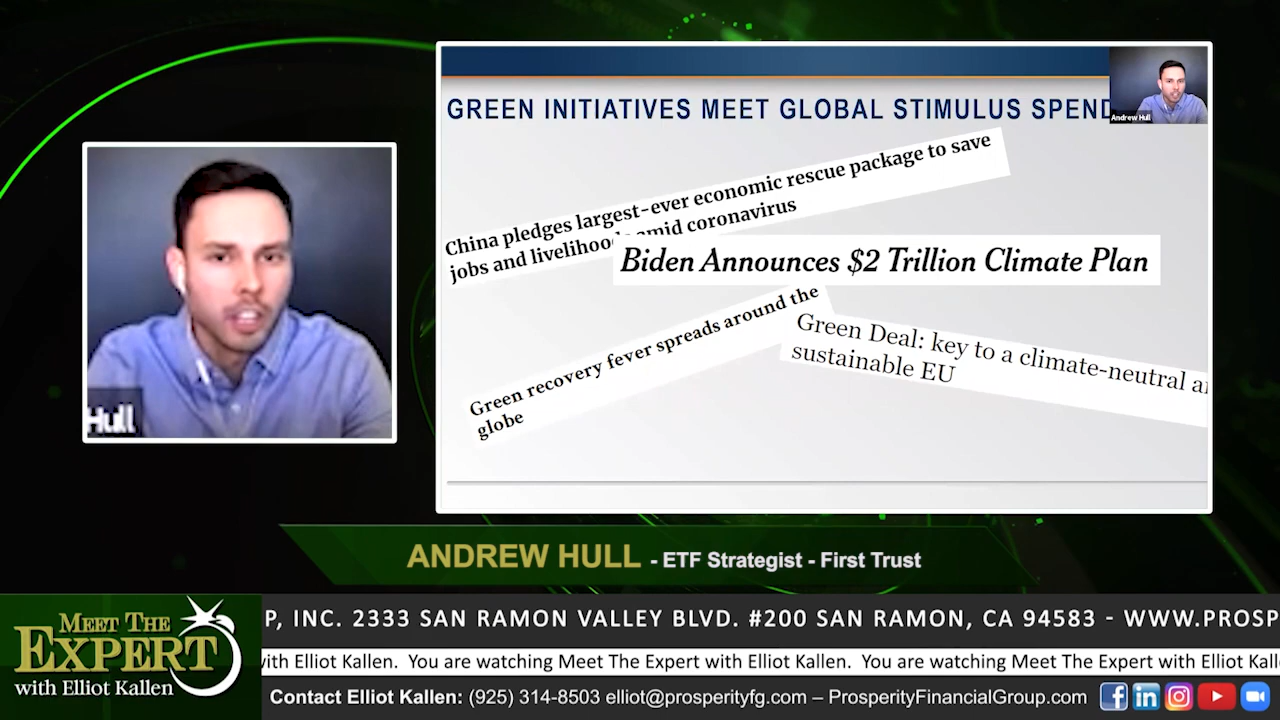 GREEN INITIATIVES MEET GLOBAL STIMULUS SPEND
Andrew Hull
China pledges largest-ever economic rescue package to save
jobs and livelihoods amid coronavirus
Biden Announces $2 Trillion Climate Plan
Green recovery fever spreads around the
globe
Green Deal: key to a climate-neutral
sustainable EU
Hull
ANDREW HULL - ETF Strategist - First Trust
MEET THE
EXPERT
with Elliot Kallen
P, INC. 2333 SAN RAMON VALLEY BLVD. #200 SAN RAMON, CA 94583 - WWW.PROSP
with Elliot Kallen. You are watching Meet The Expert with Elliot Kallen. You are watching Meet The Expert with Elliot Kall
Contact Elliot Kallen: (925) 314-8503 elliot@prosperityfg.com – ProsperityFinancialGroup.com